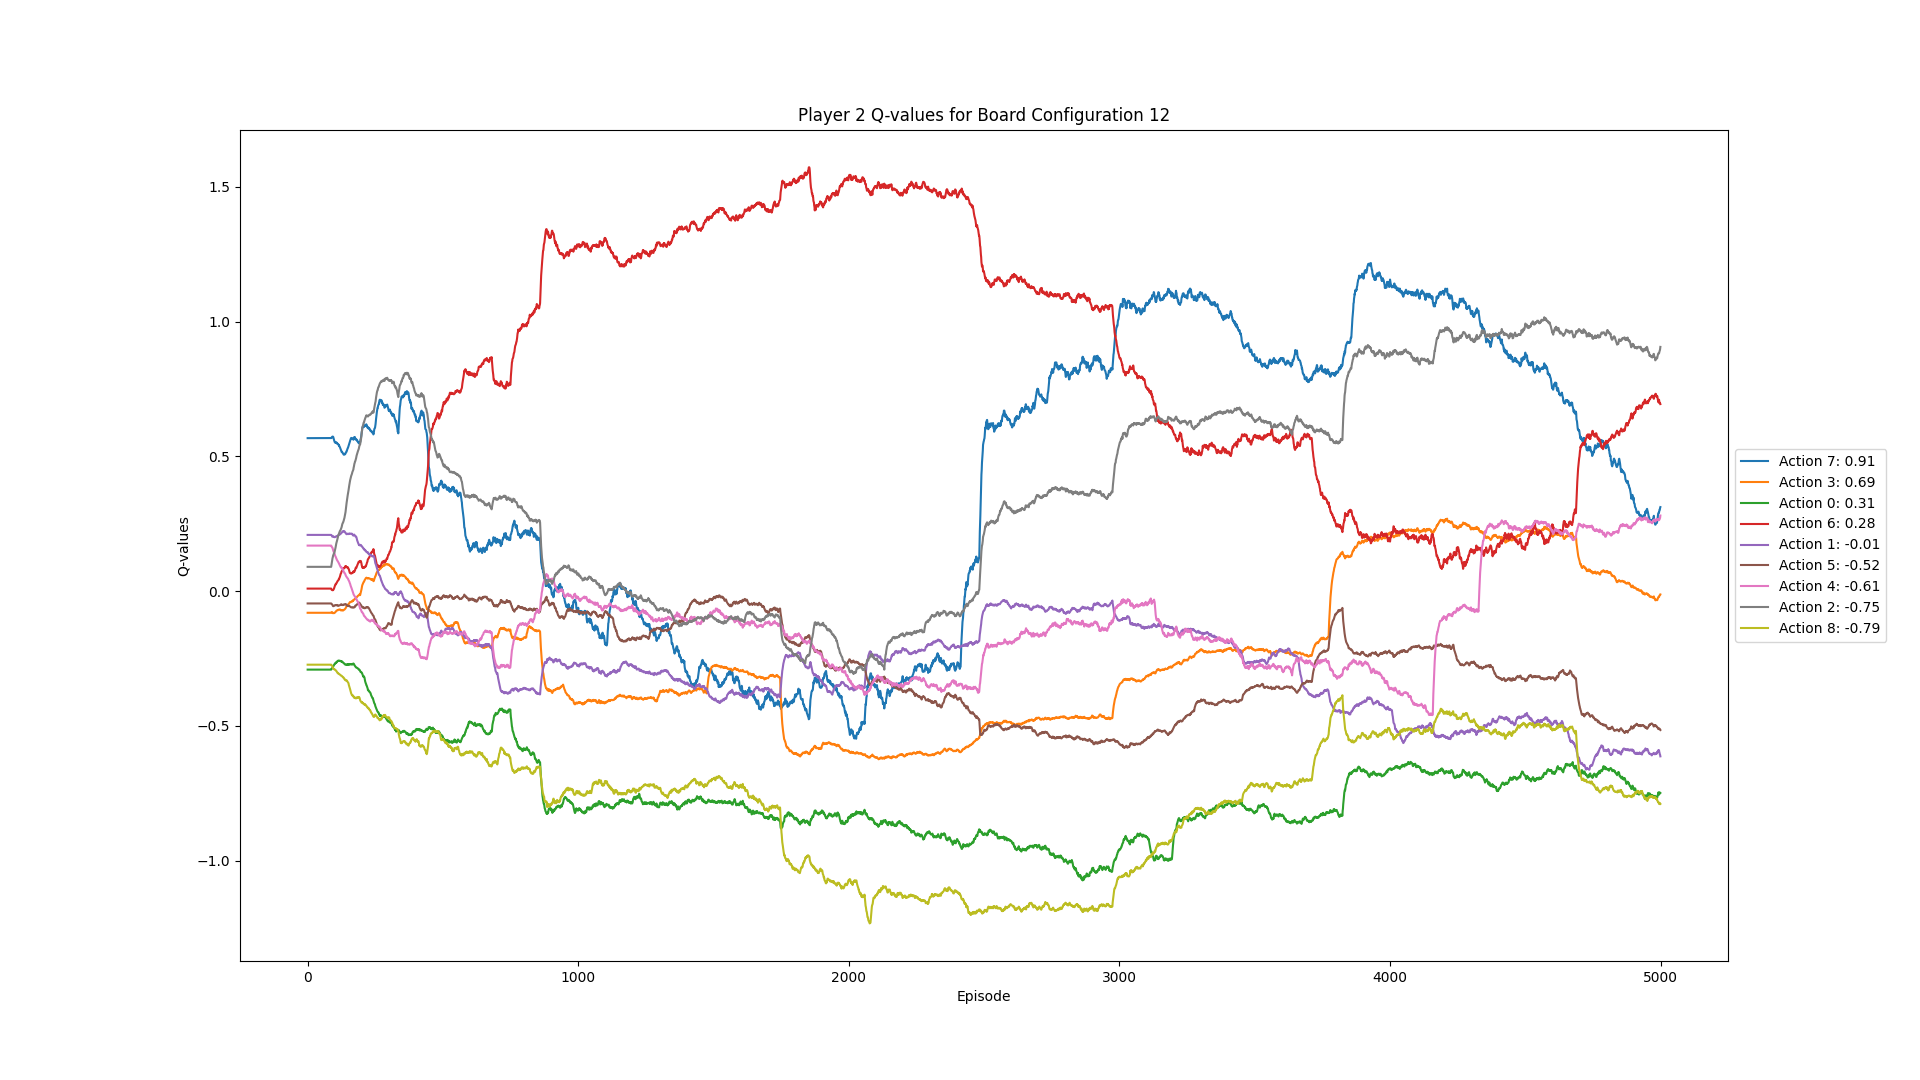 Player 2 Q-values for Board Configuration 12
1.5
1.0
0.5
0.0
−0.5
−1.0
Q-values
0
1000
2000
3000
4000
5000
Episode
Action 7: 0.91
Action 3: 0.69
Action 0: 0.31
Action 6: 0.28
Action 1: -0.01
Action 5: -0.52
Action 4: -0.61
Action 2: -0.75
Action 8: -0.79